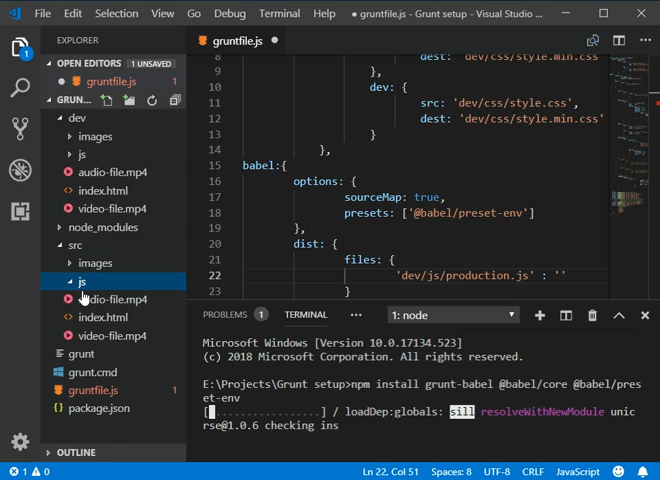 File Edit Selection View Go Debug Terminal Help ● gruntfile.js - Grunt setup - Visual Studio ...
EXPLORER
OPEN EDITORS 1 UNSAVED
gruntfile.js 1
GRUN...
dev
images
js
audio-file.mp4
index.html
video-file.mp4
node_modules
src
images
js
dio-file.mp4
index.html
video-file.mp4
grunt
grunt.cmd
gruntfile.js 1
package.json
OUTLINE
1
gruntfile.js ●
8 dest: 'dev/css/style.min.css
9 },
10 dev: {
11 src: 'dev/css/style.css',
12 dest: 'dev/css/style.min.css'
13 }
14 },
15 babel:{
16 options: {
17 sourceMap: true,
18 presets: ['@babel/preset-env']
19 },
20 dist: {
21 files: {
22 'dev/js/production.js' : ''
23 }
PROBLEMS 1 TERMINAL ... 1: node
Microsoft Windows [Version 10.0.17134.523]
(c) 2018 Microsoft Corporation. All rights reserved.
E:\Projects\Grunt setup>npm install grunt-babel @babel/core @babel/pres
et-env
[ ................] / loadDep:globals: sill resolveWithNewModule unic
rse@1.0.6 checking ins
1 0 Ln 22, Col 51 Spaces: 8 UTF-8 CRLF JavaScript